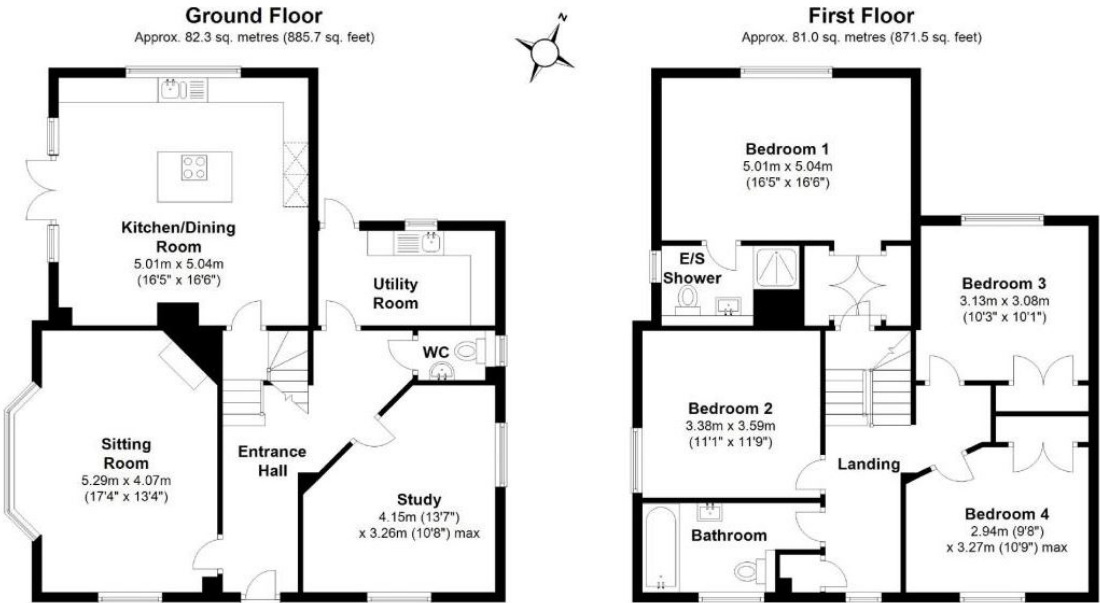 Ground Floor
Approx. 82.3 sq. metres (885.7 sq. feet)
N
Kitchen/Dining
Room
5.01m x 5.04m
(16'5" x 16'6")
Utility
Room
WC
Sitting
Room
5.29m x 4.07m
(17'4" x 13'4")
Entrance
Hall
Study
4.15m (13'7")
x 3.26m (10'8") max
First Floor
Approx. 81.0 sq. metres (871.5 sq. feet)
Bedroom 1
5.01m x 5.04m
(16'5" x 16'6")
E/S
Shower
Bedroom 3
3.13m x 3.08m
(10'3" x 10'1")
Bedroom 2
3.38m x 3.59m
(11'1" x 11'9")
Landing
Bathroom
Bedroom 4
2.94m (9'8")
x 3.27m (10'9") max